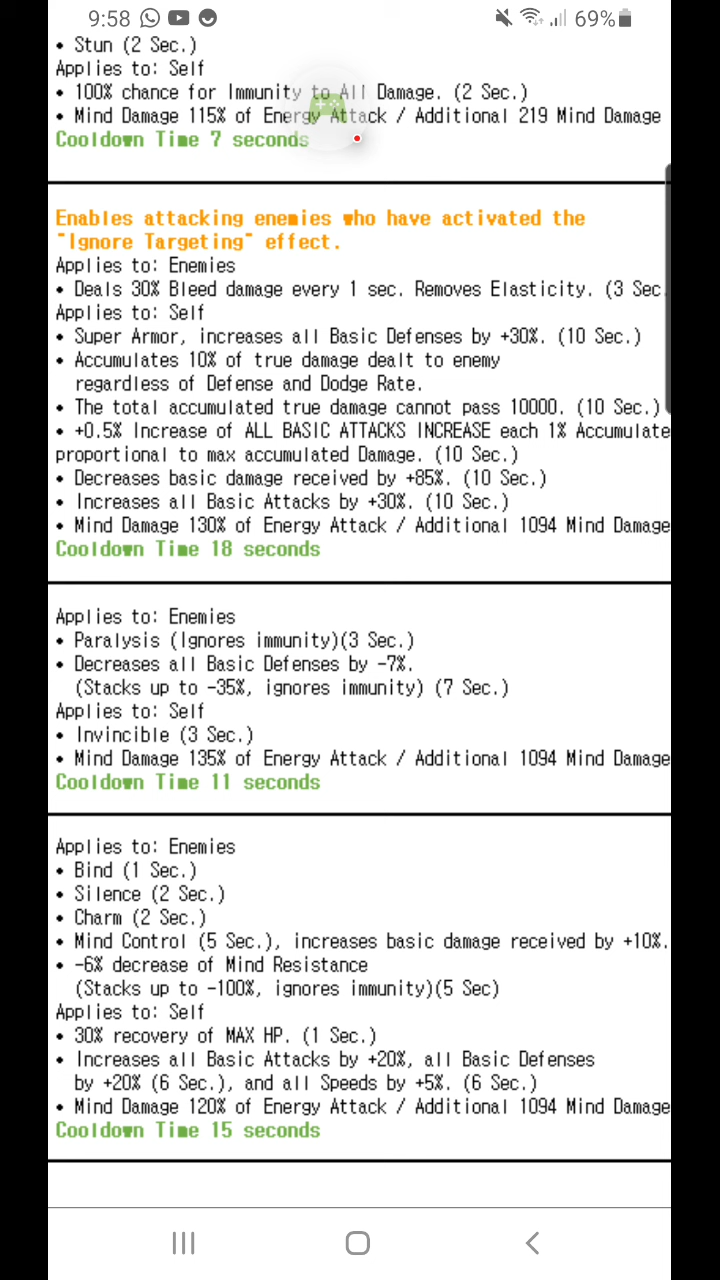 9:58 69%
• Stun (2 Sec.)
Applies to: Self
• 100% chance for Immunity to All Damage. (2 Sec.)
• Mind Damage 115% of Energy Attack / Additional 219 Mind Damage
Cooldown Time 7 seconds
Enables attacking enemies who have activated the
"Ignore Targeting" effect.
Applies to: Enemies
• Deals 30% Bleed damage every 1 sec. Removes Elasticity. (3 Sec.
Applies to: Self
• Super Armor, increases all Basic Defenses by +30%. (10 Sec.)
• Accumulates 10% of true damage dealt to enemy
regardless of Defense and Dodge Rate.
• The total accumulated true damage cannot pass 10000. (10 Sec.)
• +0.5% Increase of ALL BASIC ATTACKS INCREASE each 1% Accumulate
proportional to max accumulated Damage. (10 Sec.)
• Decreases basic damage received by +85%. (10 Sec.)
• Increases all Basic Attacks by +30%. (10 Sec.)
• Mind Damage 130% of Energy Attack / Additional 1094 Mind Damage
Cooldown Time 18 seconds
Applies to: Enemies
• Paralysis (Ignores immunity)(3 Sec.)
• Decreases all Basic Defenses by -7%.
(Stacks up to -35%, ignores immunity) (7 Sec.)
Applies to: Self
• Invincible (3 Sec.)
• Mind Damage 135% of Energy Attack / Additional 1094 Mind Damage
Cooldown Time 11 seconds
Applies to: Enemies
• Bind (1 Sec.)
• Silence (2 Sec.)
• Charm (2 Sec.)
• Mind Control (5 Sec.), increases basic damage received by +10%.
• -6% decrease of Mind Resistance
(Stacks up to -100%, ignores immunity)(5 Sec)
Applies to: Self
• 30% recovery of MAX HP. (1 Sec.)
• Increases all Basic Attacks by +20%, all Basic Defenses
by +20% (6 Sec.), and all Speeds by +5%. (6 Sec.)
• Mind Damage 120% of Energy Attack / Additional 1094 Mind Damage
Cooldown Time 15 seconds